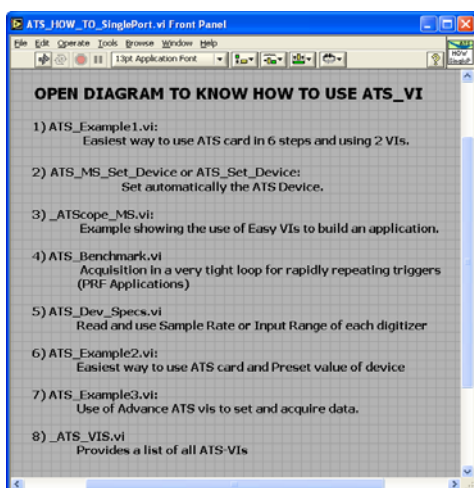 ATS_HOW_TO_SinglePort.vi Front Panel
File Edit Operate Tools Browse Window Help
13pt Application Font
HOW
SingleP
OPEN DIAGRAM TO KNOW HOW TO USE ATS_VI
1) ATS_Example1.vi:
Easiest way to use ATS card in 6 steps and using 2 VIs.
2) ATS_MS_Set_Device or ATS_Set_Device:
Set automatically the ATS Device.
3) _ATScope_MS.vi:
Example showing the use of Easy VIs to build an application.
4) ATS_Benchmark.vi
Acquisition in a very tight loop for rapidly repeating triggers
(PRF Applications)
5) ATS_Dev_Specs.vi
Read and use Sample Rate or Input Range of each digitizer
6) ATS_Example2.vi:
Easiest way to use ATS card and Preset value of device
7) ATS_Example3.vi:
Use of Advance ATS vis to set and acquire data.
8) _ATS_VIS.vi
Provides a list of all ATS-VIs